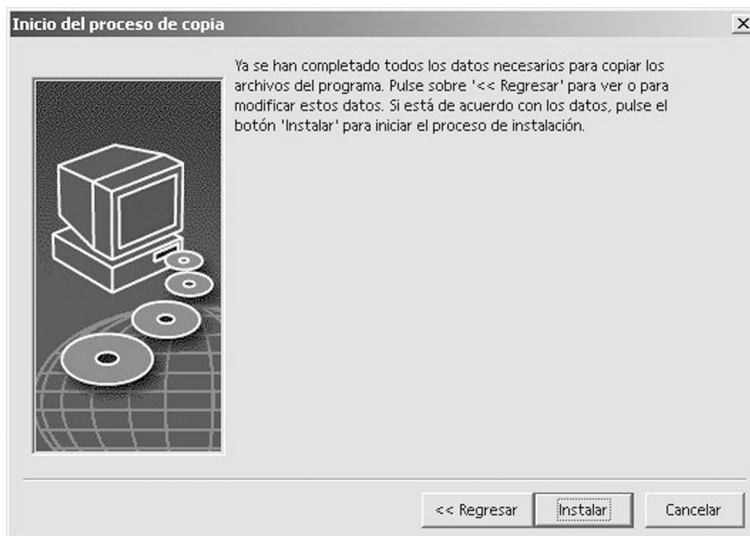 Inicio del proceso de copia
Ya se han completado todos los datos necesarios para copiar los
archivos del programa. Pulse sobre '<< Regresar' para ver o para
modificar estos datos. Si está de acuerdo con los datos, pulse el
botón 'Instalar' para iniciar el proceso de instalación.
<< Regresar
Instalar
Cancelar